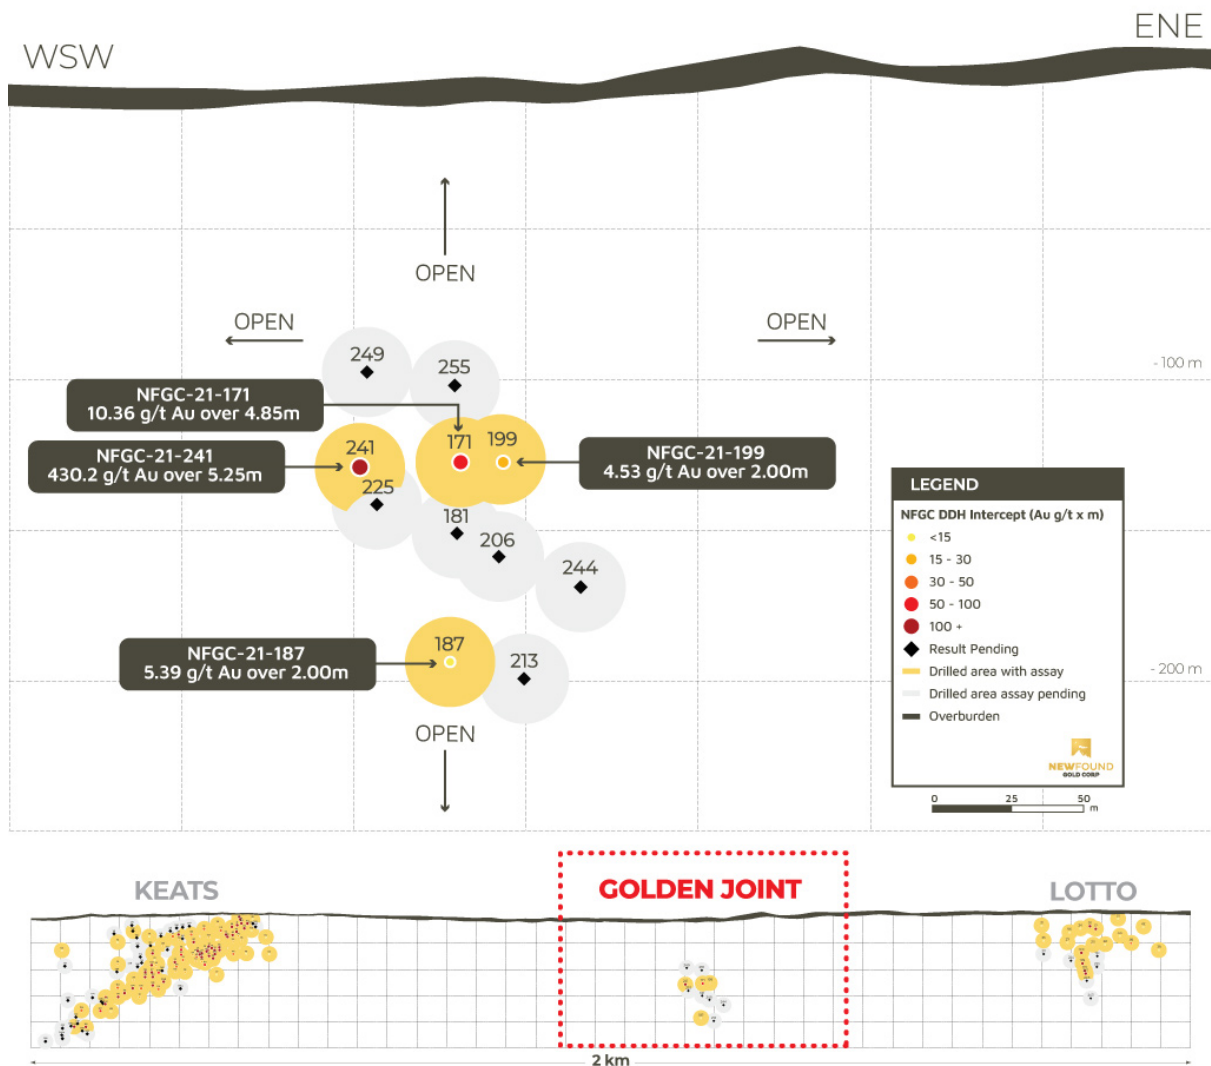 WSW
ENE
OPEN
OPEN
OPEN
249
255
- 100 m
NFGC-21-171
10.36 g/t Au over 4.85m
NFGC-21-241
430.2 g/t Au over 5.25m
241
171
199
NFGC-21-199
4.53 g/t Au over 2.00m
225
181
206
244
NFGC-21-187
5.39 g/t Au over 2.00m
187
213
- 200 m
OPEN
LEGEND
NFGC DDH Intercept (Au g/t x m)
<15
15 - 30
30 - 50
50 - 100
100 +
Result Pending
Drilled area with assay
Drilled area assay pending
Overburden
NEWFOUND
GOLD CORP
0 25 50
m
KEATS
GOLDEN JOINT
LOTTO
2 km